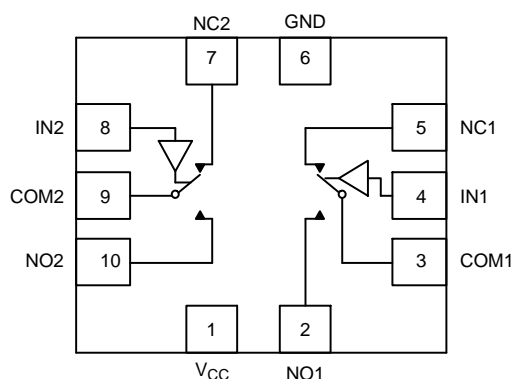 NC2 GND
7 6
IN2 8 5 NC1
COM2 9 4 IN1
NO2 10 3 COM1
1 2
VCC NO1